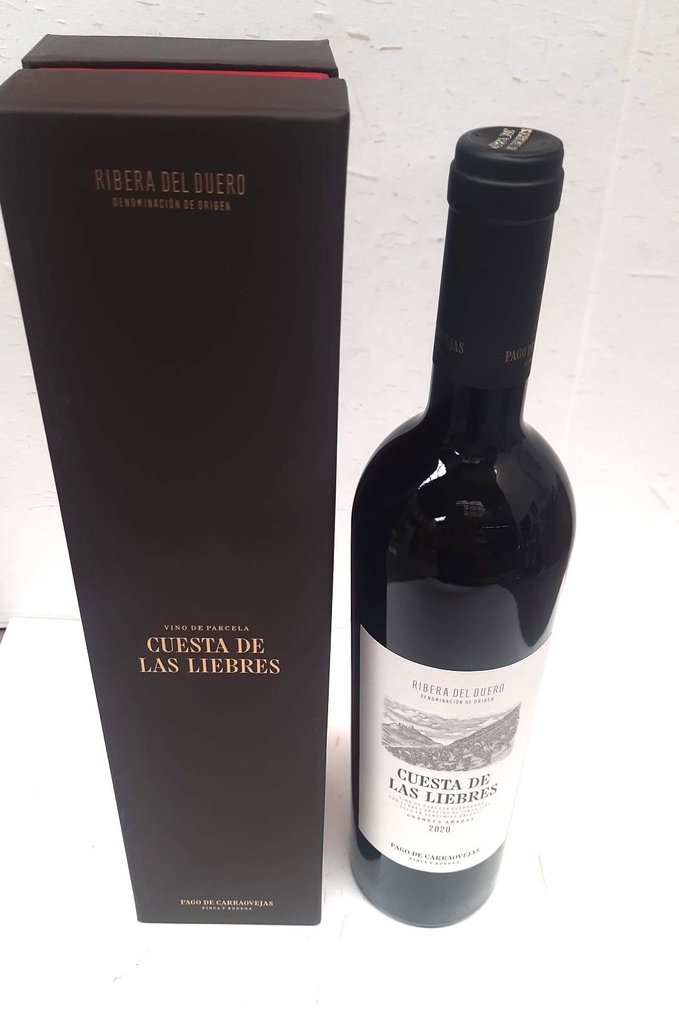 RIBERA DEL DUERO
DENOMINACIÓN DE ORIGEN
VINO DE PARCELA
CUESTA DE
LAS LIEBRES
PAGO DE CARRAOVEJAS
FINCA Y BODEGA
PAGO
RIBERA DEL DUERO
DENOMINACIÓN DE ORIGEN
CUESTA DE
LAS LIEBRES
VINO DE PARCELA
GRANDES AÑADAS
2020
PAGO DE CARRAOVEJAS
FINCA Y BODEGA